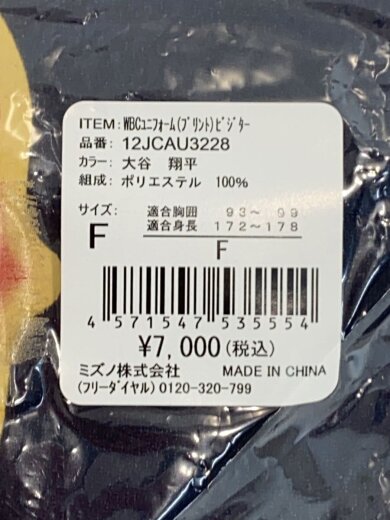 ITEM:WBCﾕﾆﾌｫｰﾑ(ﾌﾟﾘﾝﾄ)ﾋﾞｼﾞﾀｰ
品番: 12JCAU3228
カラー: 大谷 翔平
組成: ポリエステル 100%
サイズ: 適合胸囲 93～ 99
F 適合身長 172～178
F
4 571547 535554
¥7,000(税込)
ミズノ株式会社 MADE IN CHINA
(フリーダイヤル)0120-320-799